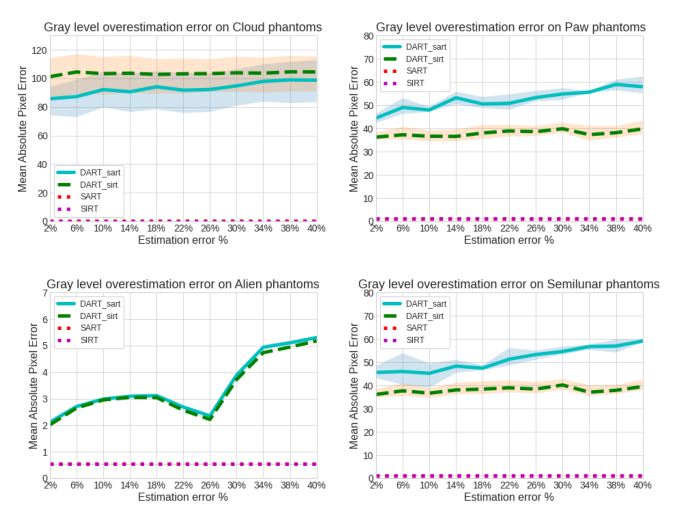 Gray level overestimation error on Cloud phantoms
Mean Absolute Pixel Error
120
100
80
60
40
20
0
DART_sart
DART_sirt
SART
SIRT
2% 6% 10% 14% 18% 22% 26% 30% 34% 38% 40%
Estimation error %
Gray level overestimation error on Paw phantoms
Mean Absolute Pixel Error
80
70
60
50
40
30
20
10
0
DART_sart
DART_sirt
SART
SIRT
2% 6% 10% 14% 18% 22% 26% 30% 34% 38% 40%
Estimation error %
Gray level overestimation error on Alien phantoms
Mean Absolute Pixel Error
7
6
5
4
3
2
1
0
DART_sart
DART_sirt
SART
SIRT
2% 6% 10% 14% 18% 22% 26% 30% 34% 38% 40%
Estimation error %
Gray level overestimation error on Semilunar phantoms
Mean Absolute Pixel Error
80
70
60
50
40
30
20
10
0
DART_sart
DART_sirt
SART
SIRT
2% 6% 10% 14% 18% 22% 26% 30% 34% 38% 40%
Estimation error %